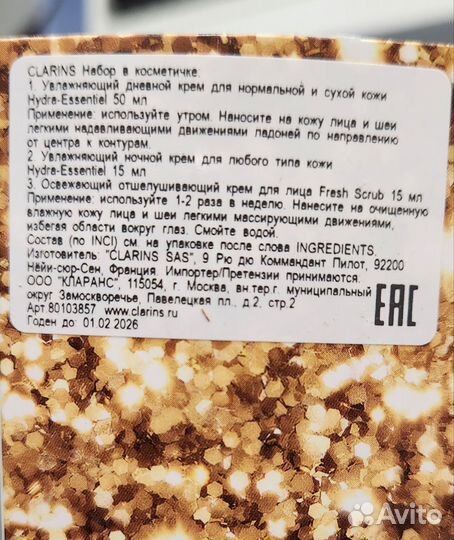 CLARINS Набор в косметичке.
1. Увлажняющий дневной крем для нормальной и сухой кожи
Hydra-Essentiel 50 мл
Применение: используйте утром. Наносите на кожу лица и шеи
легкими надавливающими движениями ладоней по направлению
от центра к контурам.
2. Увлажняющий ночной крем для любого типа кожи
Hydra-Essentiel 15 мл
3. Освежающий отшелушивающий крем для лица Fresh Scrub 15 мл
Применение: используйте 1-2 раза в неделю. Нанесите на очищенную
влажную кожу лица и шеи легкими массирующими движениями,
избегая области вокруг глаз. Смойте водой.
Состав (по INCI) см. на упаковке после слова INGREDIENTS.
Изготовитель: "CLARINS SAS", 9 Рю дю Коммандант Пилот, 92200
Нёйи-сюр-Сен, Франция. Импортер/Претензии принимаются:
ООО "КЛАРАНС", 115054, г. Москва, вн.тер.г. муниципальный
округ Замоскворечье, Павелецкая пл., д.2, стр.2
Арт.80103857 www.clarins.ru
Годен до: 01.02.2026
EAC
Avito